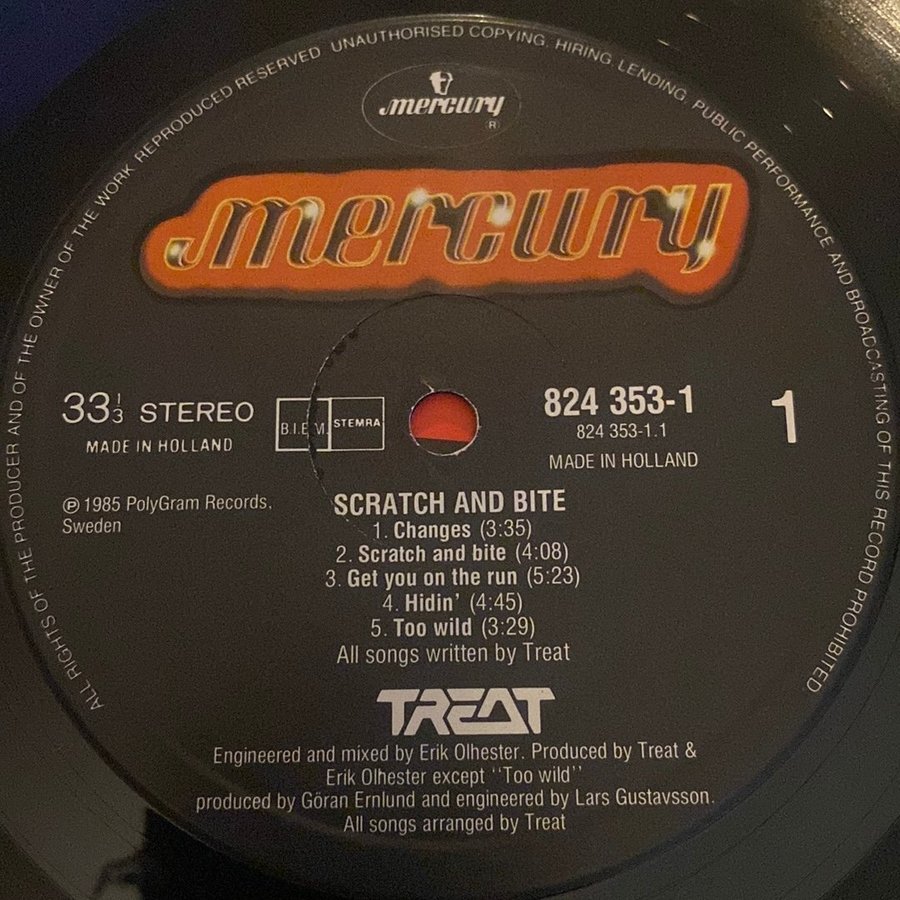 ALL RIGHTS OF THE PRODUCER AND OF THE OWNER OF THE WORK REPRODUCED RESERVED. UNAUTHORISED COPYING, HIRING, LENDING, PUBLIC PERFORMANCE AND BROADCASTING OF THIS RECORD PROHIBITED
mercury
®
mercury
33 1/3 STEREO
MADE IN HOLLAND
B.I.E.M. STEMRA
824 353-1
824 353-1.1
MADE IN HOLLAND
1
℗ 1985 PolyGram Records,
Sweden
SCRATCH AND BITE
1. Changes (3:35)
2. Scratch and bite (4:08)
3. Get you on the run (5:23)
4. Hidin' (4:45)
5. Too wild (3:29)
All songs written by Treat
TREAT
Engineered and mixed by Erik Olhester. Produced by Treat &
Erik Olhester except ''Too wild''
produced by Göran Ernlund and engineered by Lars Gustavsson.
All songs arranged by Treat